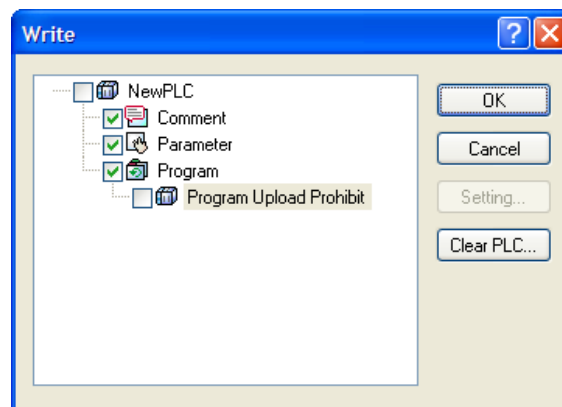 Write
NewPLC
Comment
Parameter
Program
Program Upload Prohibit
OK
Cancel
Setting...
Clear PLC...